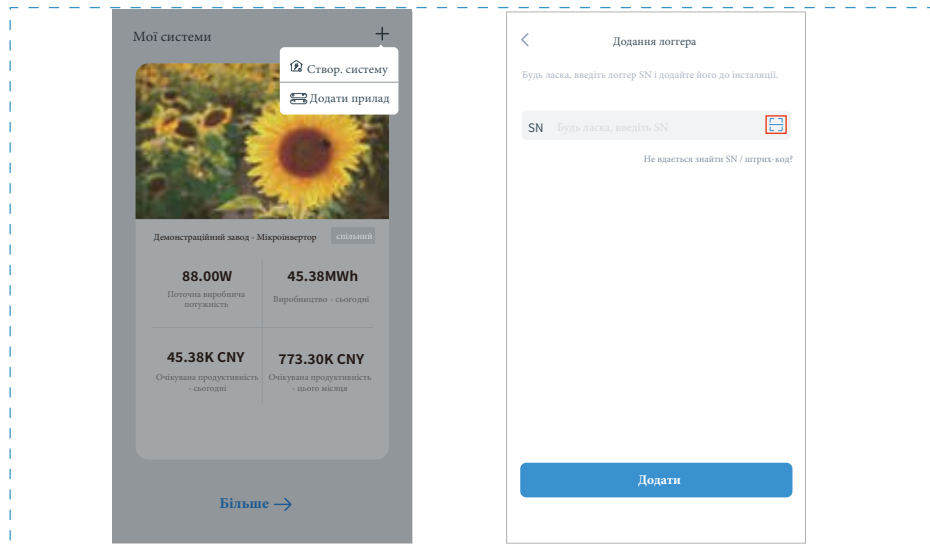 Мої системи
Створ. систему
Додати прилад
Демонстраційний завод - Мікроінвертор
спільний
88.00W
Поточна виробнича
потужність
45.38MWh
Виробництво - сьогодні
45.38K CNY
Очікувана продуктивність
- сьогодні
773.30K CNY
Очікувана продуктивність
- цього місяця
Більше
Додання логгера
Будь ласка, введіть логгер SN і додайте його до інсталяції.
SN Будь ласка, введіть SN
Не вдається знайти SN / штрих-код?
Додати